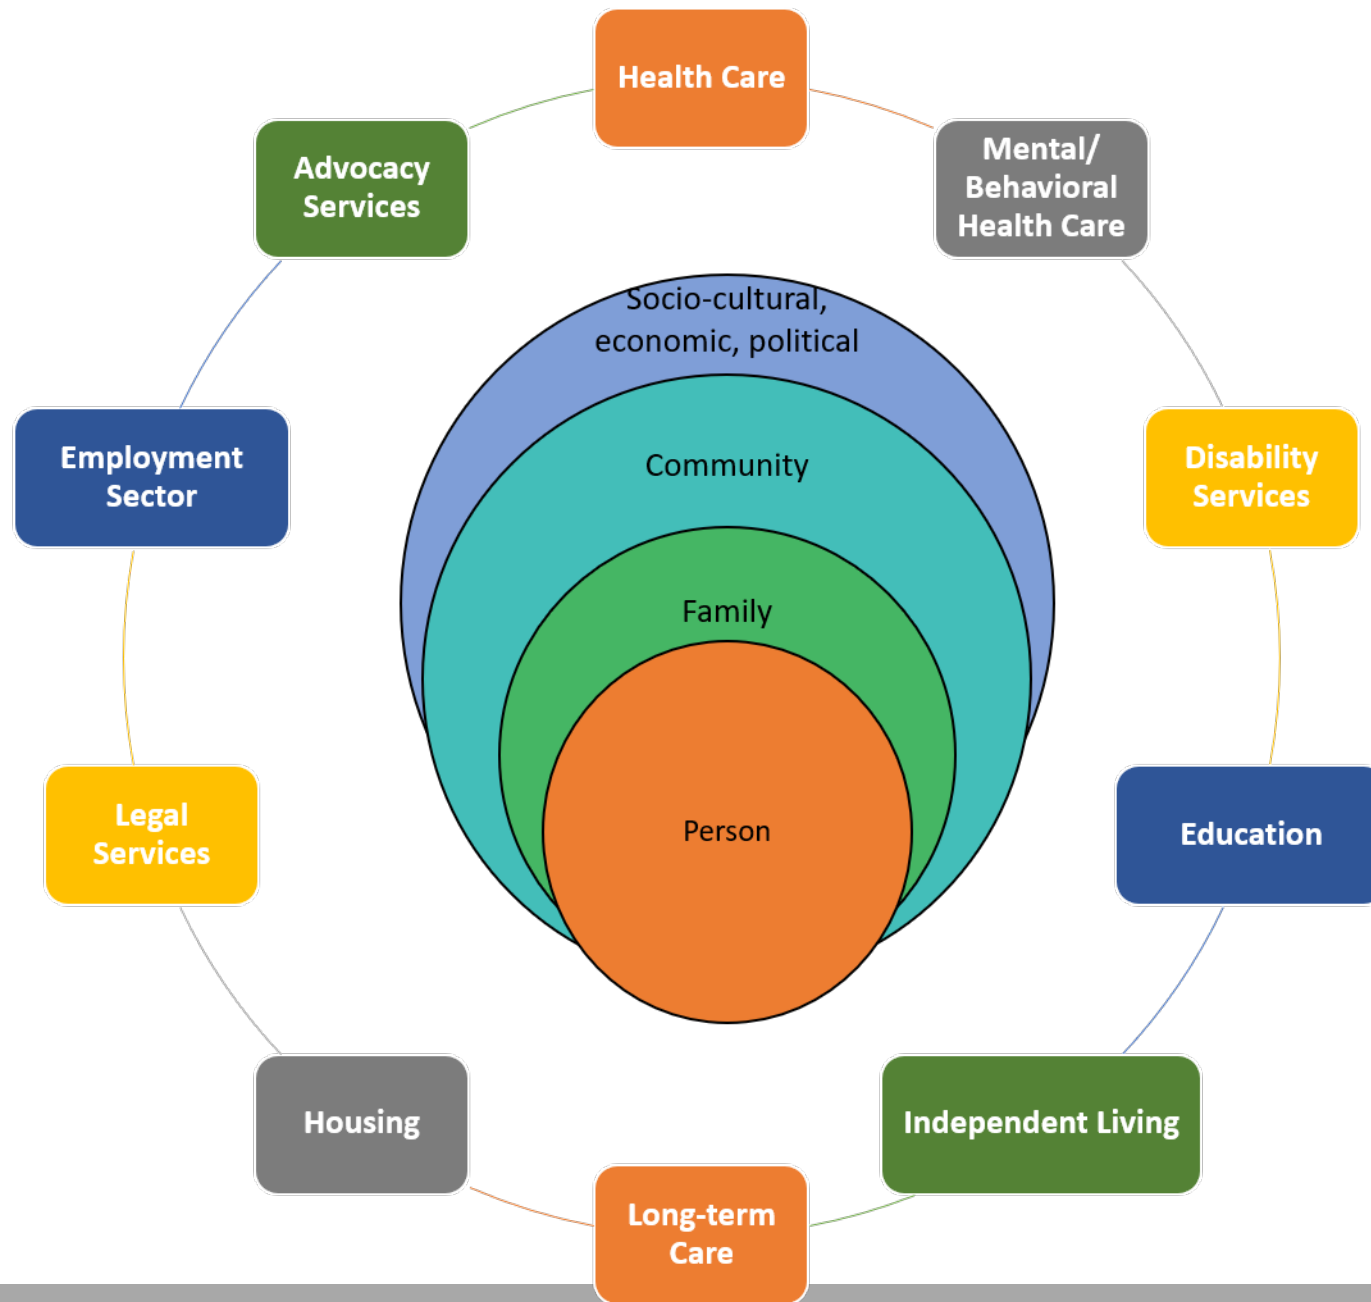 Health Care
Mental/
Behavioral
Health Care
Advocacy
Services
Socio-cultural,
economic, political
Employment
Sector
Community
Disability
Services
Family
Legal
Services
Person
Education
Housing
Independent Living
Long-term
Care